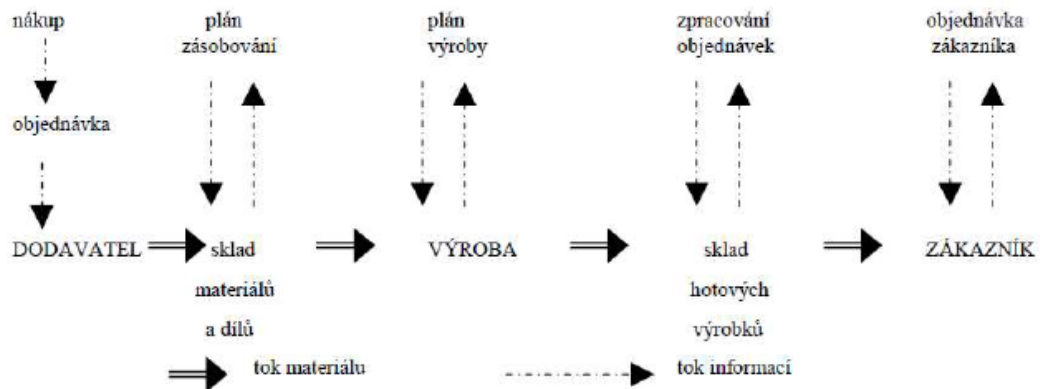 nákup
plán
zásobování
plán
výroby
zpracování
objednávek
objednávka
zákazníka
objednávka
DODAVATEL
sklad
materiálů
a dílů
VÝROBA
sklad
hotových
výrobků
ZÁKAZNÍK
tok materiálu
tok informací